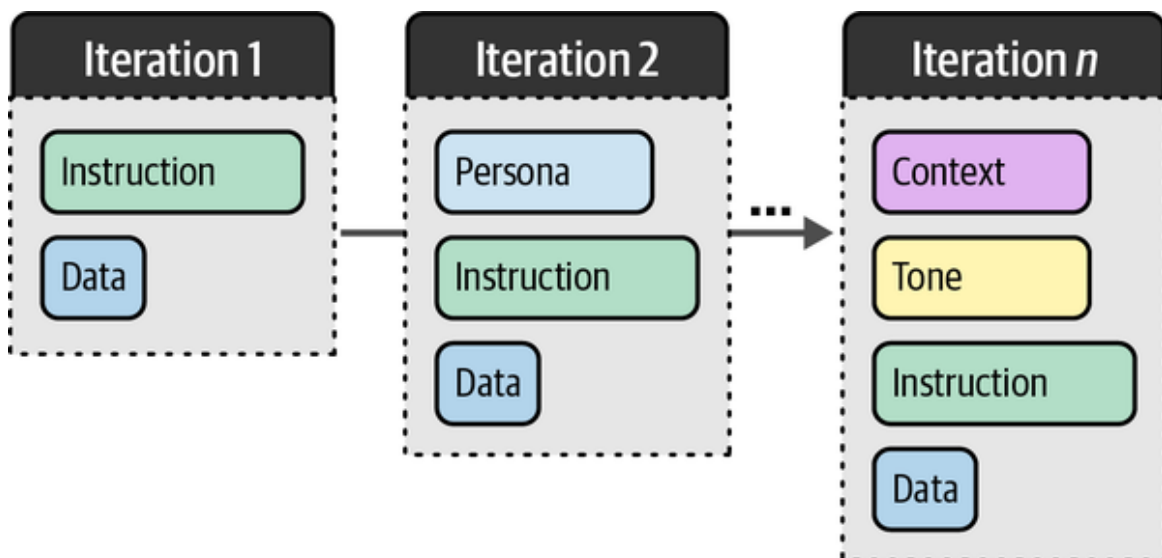 Iteration 1
Instruction
Data
Iteration 2
Persona
Instruction
Data
...
Iteration n
Context
Tone
Instruction
Data